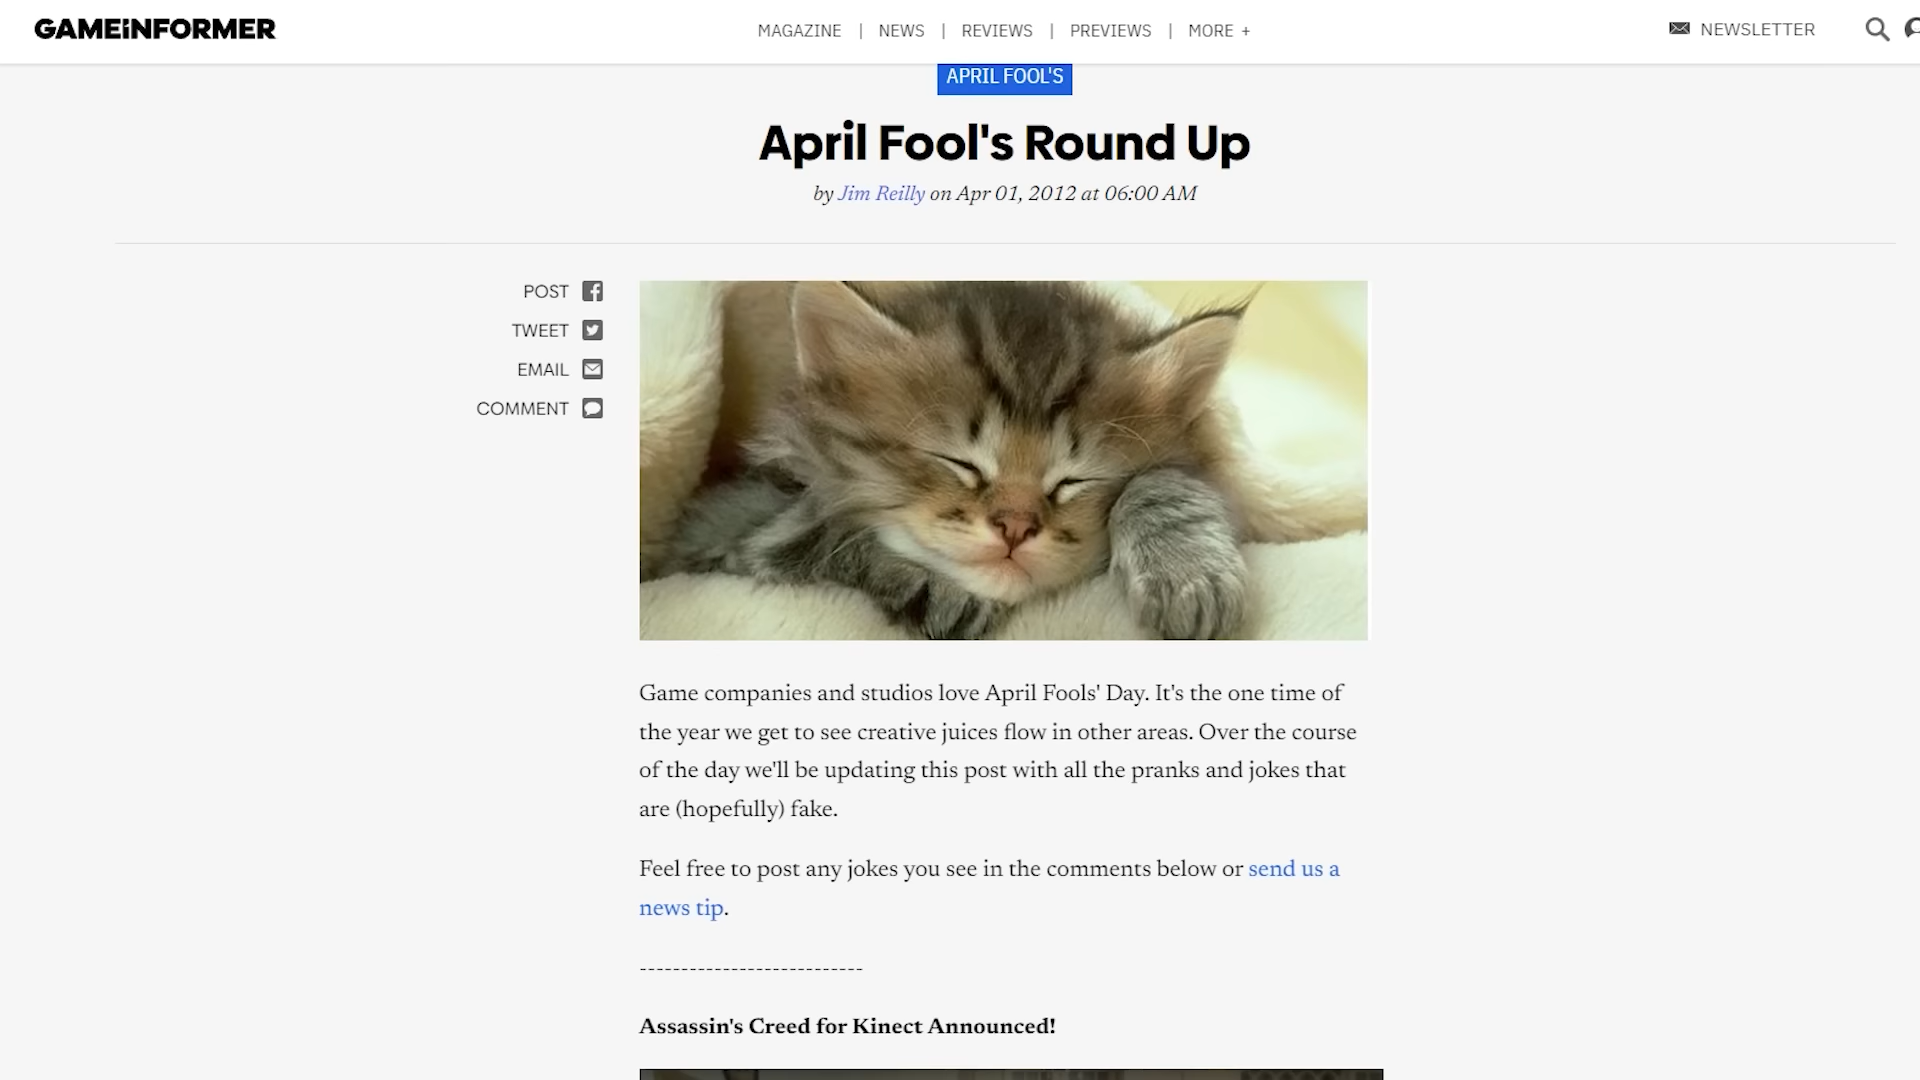 GAMEINFORMER
MAGAZINE | NEWS | REVIEWS | PREVIEWS | MORE +
NEWSLETTER
APRIL FOOL'S
April Fool's Round Up
by Jim Reilly on Apr 01, 2012 at 06:00 AM
POST
TWEET
EMAIL
COMMENT
Game companies and studios love April Fools' Day. It's the one time of
the year we get to see creative juices flow in other areas. Over the course
of the day we'll be updating this post with all the pranks and jokes that
are (hopefully) fake.
Feel free to post any jokes you see in the comments below or send us a
news tip.
---------------------------
Assassin's Creed for Kinect Announced!